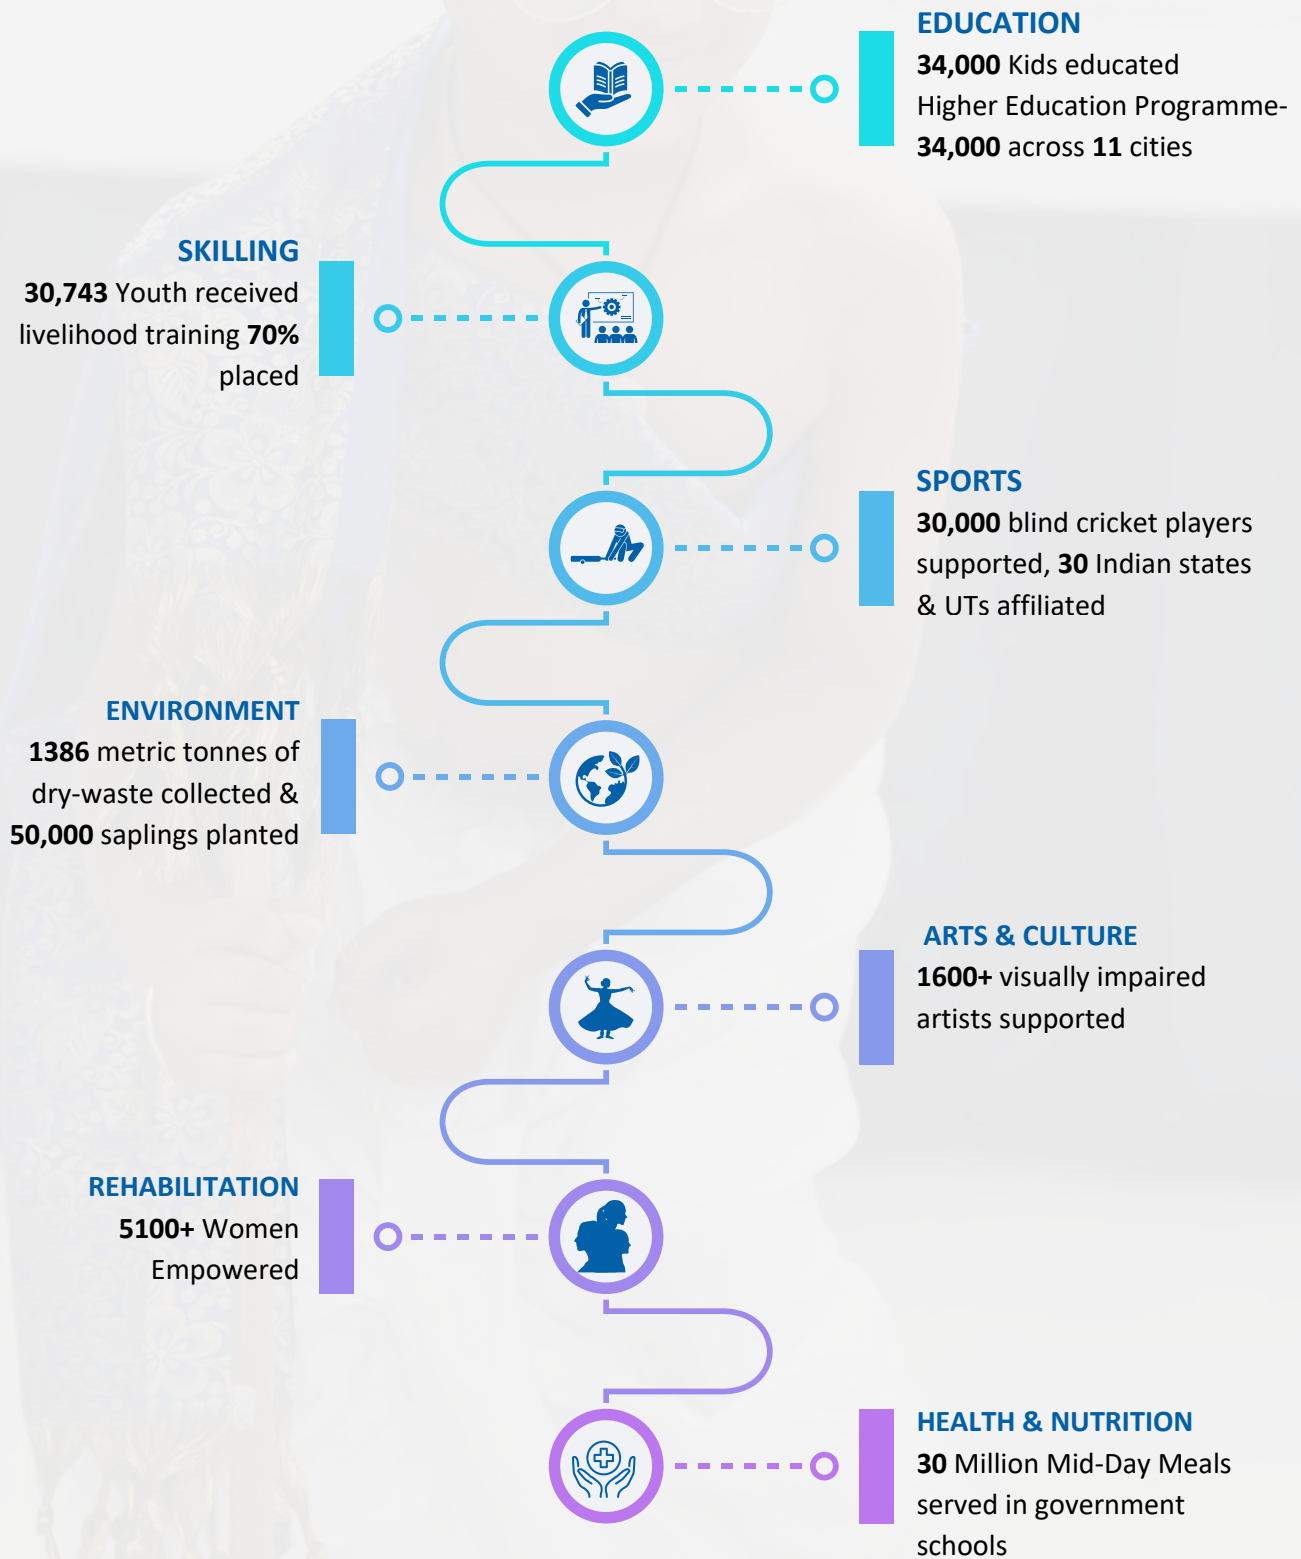 EDUCATION
34,000 Kids educated
Higher Education Programme-
34,000 across 11 cities
SKILLING
30,743 Youth received
livelihood training 70%
placed
SPORTS
30,000 blind cricket players
supported, 30 Indian states
& UTs affiliated
ENVIRONMENT
1386 metric tonnes of
dry-waste collected &
50,000 saplings planted
ARTS & CULTURE
1600+ visually impaired
artists supported
REHABILITATION
5100+ Women
Empowered
HEALTH & NUTRITION
30 Million Mid-Day Meals
served in government
schools